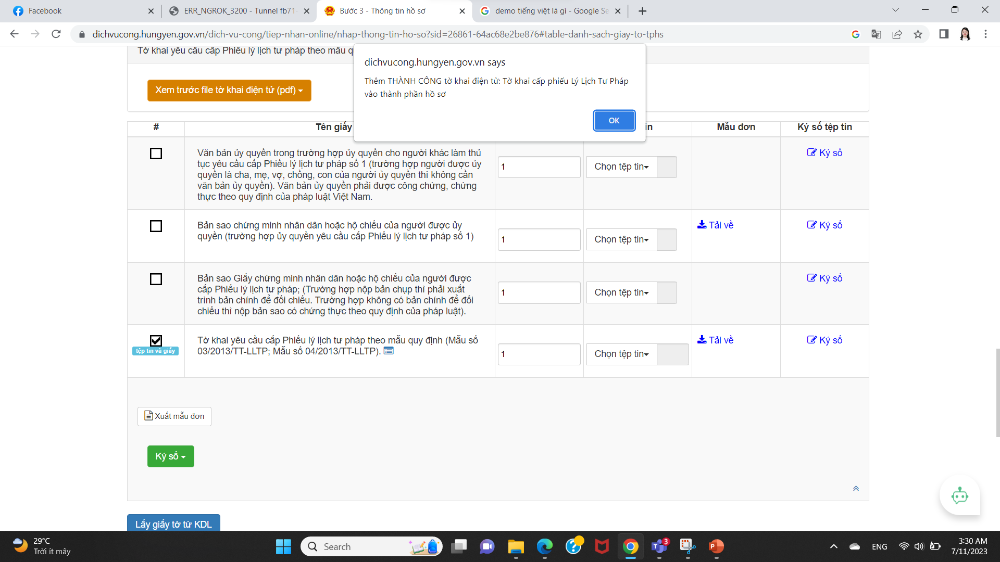 Facebook
ERR_NGROK_3200 - Tunnel fb71-
Bước 3 - Thông tin hồ sơ
demo tiếng việt là gì - Google Se
dichvucong.hungyen.gov.vn/dich-vu-cong/tiep-nhan-online/nhap-thong-tin-ho-so?sid=26861-64ac68e2be876#table-danh-sach-giay-to-tphs
Tờ khai yêu cầu cấp Phiếu lý lịch tư pháp theo mẫu
dichvucong.hungyen.gov.vn says
Thêm THÀNH CÔNG tờ khai điện tử: Tờ khai cấp phiếu Lý Lịch Tư Pháp
vào thành phần hồ sơ
OK
Xem trước file tờ khai điện tử (pdf)
# Tên giấy in Mẫu đơn Ký số tệp tin
Văn bản ủy quyền trong trường hợp ủy quyền cho người khác làm thủ
tục yêu cầu cấp Phiếu lý lịch tư pháp số 1 (trường hợp người được ủy
quyền là cha, mẹ, vợ, chồng, con của người ủy quyền thì không cần
văn bản ủy quyền). Văn bản ủy quyền phải được công chứng, chứng
thực theo quy định của pháp luật Việt Nam.
1
Chọn tệp tin
Ký số
Bản sao chứng minh nhân dân hoặc hộ chiếu của người được ủy
quyền (trường hợp ủy quyền yêu cầu cấp Phiếu lý lịch tư pháp số 1)
1
Chọn tệp tin
Tải về
Ký số
Bản sao Giấy chứng minh nhân dân hoặc hộ chiếu của người được
cấp Phiếu lý lịch tư pháp; (Trường hợp nộp bản chụp thì phải xuất
trình bản chính để đối chiếu. Trường hợp không có bản chính để đối
chiếu thì nộp bản sao có chứng thực theo quy định của pháp luật).
1
Chọn tệp tin
Ký số
tệp tin và giấy
Tờ khai yêu cầu cấp Phiếu lý lịch tư pháp theo mẫu quy định (Mẫu số
03/2013/TT-LLTP; Mẫu số 04/2013/TT-LLTP).
1
Chọn tệp tin
Tải về
Ký số
Xuất mẫu đơn
Ký số
Lấy giấy tờ từ KDL
29°C
Trời ít mây
Search
3
ENG
3:30 AM
7/11/2023